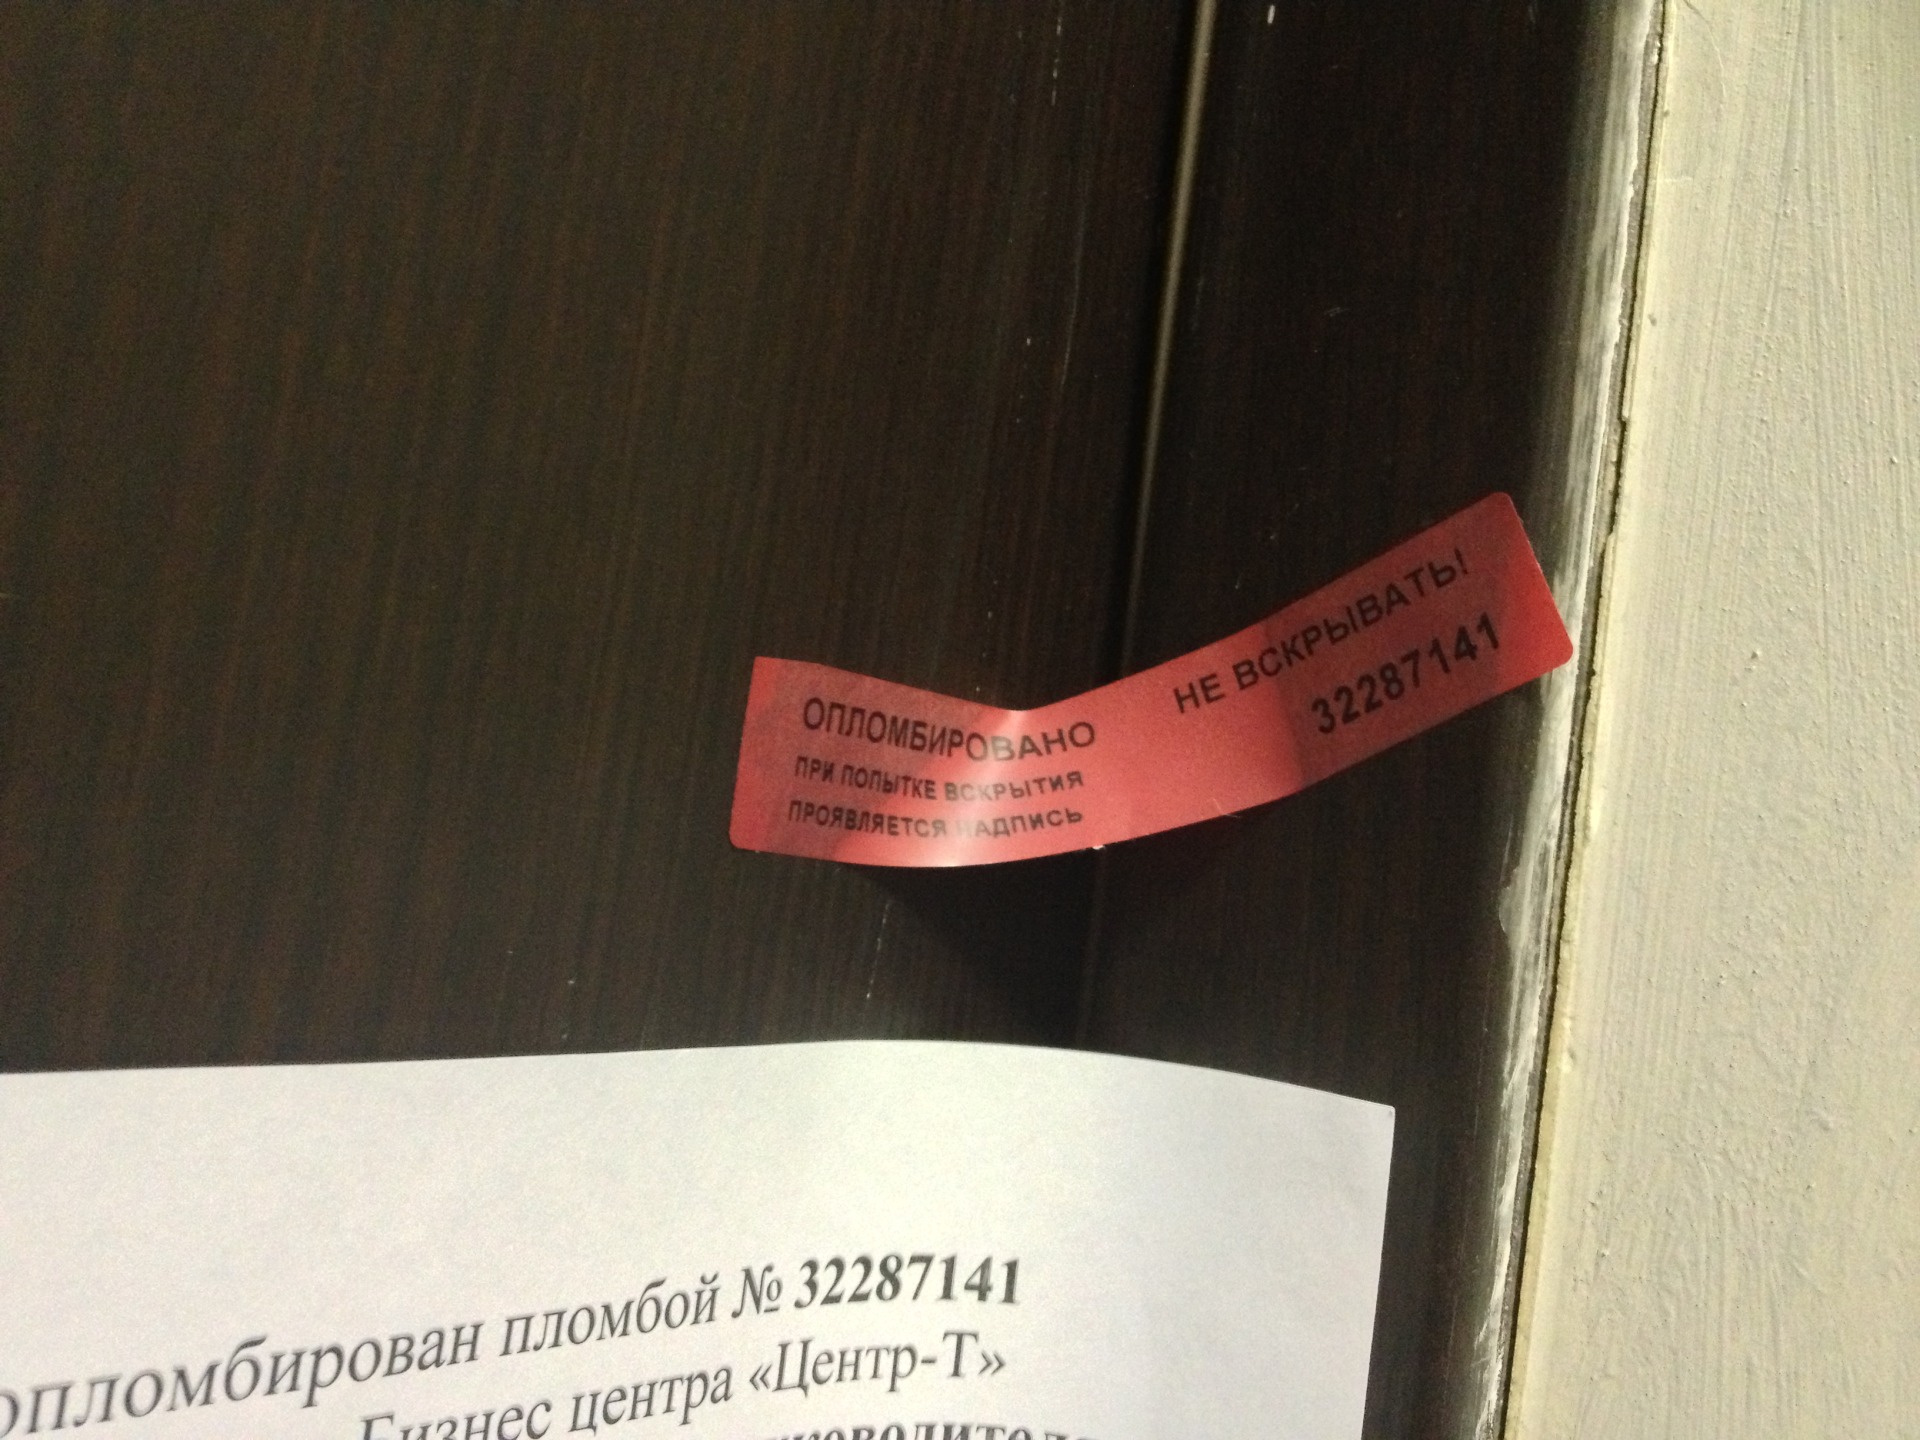 ОПЛОМБИРОВАНО
ПРИ ПОПЫТКЕ ВСКРЫТИЯ
ПРОЯВЛЯЕТСЯ НАДПИСЬ
НЕ ВСКРЫВАТЬ!
32287141
опломбирован пломбой № 32287141
Бизнес центра «Центр-Т»